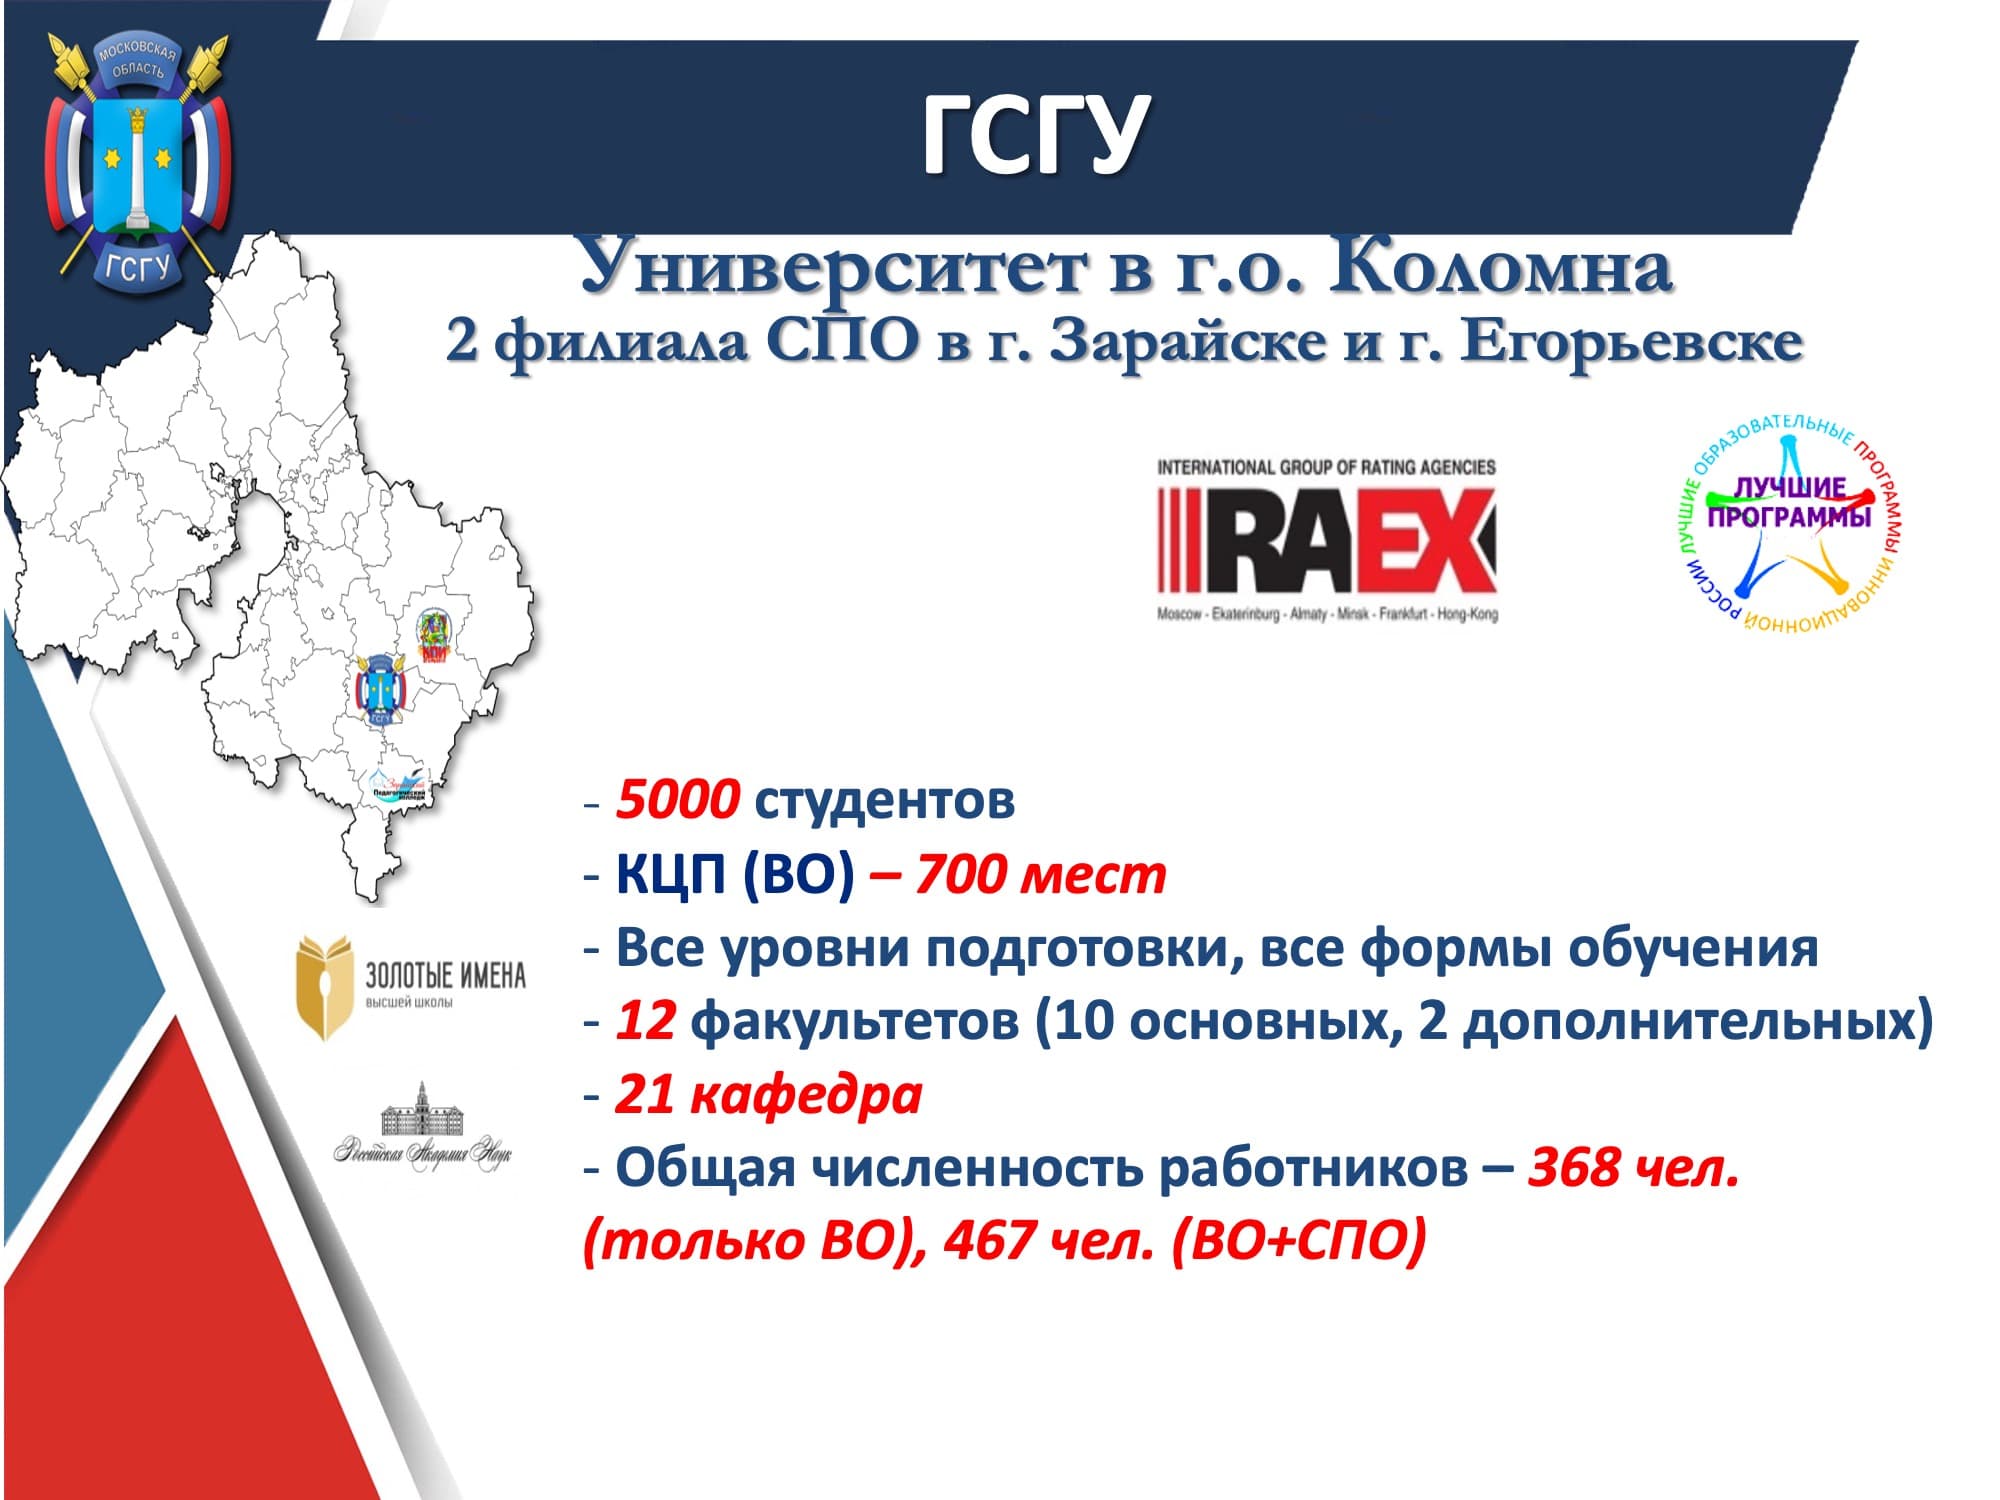 МОСКОВСКАЯ
ОБЛАСТЬ
ГСГУ
ГСГУ
Университет в г.о. Коломна
2 филиала СПО в г. Зарайске и г. Егорьевске
INTERNATIONAL GROUP OF RATING AGENCIES
RAEX
Moscow - Ekaterinburg - Almaty - Minsk - Frankfurt - Hong-Kong
ЛУЧШИЕ ОБРАЗОВАТЕЛЬНЫЕ ПРОГРАММЫ ИННОВАЦИОННОЙ РОССИИ
ЛУЧШИЕ
ПРОГРАММЫ
ГСГУ
Педагогический
колледж
- 5000 студентов
- КЦП (ВО) – 700 мест
- Все уровни подготовки, все формы обучения
- 12 факультетов (10 основных, 2 дополнительных)
- 21 кафедра
- Общая численность работников – 368 чел.
(только ВО), 467 чел. (ВО+СПО)
ЗОЛОТЫЕ ИМЕНА
ВЫСШЕЙ ШКОЛЫ
Российская Академия Наук